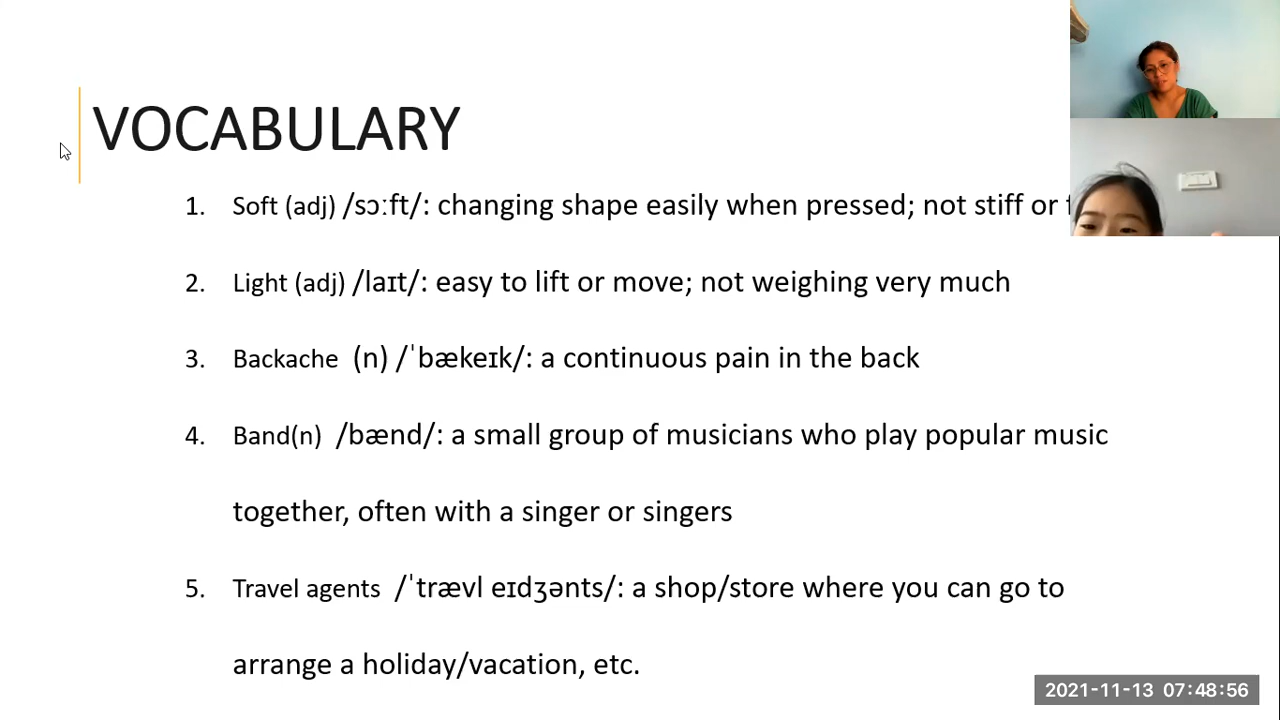 VOCABULARY
1. Soft (adj) /sɔːft/: changing shape easily when pressed; not stiff or
2. Light (adj) /laɪt/: easy to lift or move; not weighing very much
3. Backache (n) /ˈbækeɪk/: a continuous pain in the back
4. Band(n) /bænd/: a small group of musicians who play popular music
together, often with a singer or singers
5. Travel agents /ˈtrævl eɪdʒənts/: a shop/store where you can go to
arrange a holiday/vacation, etc.
2021-11-13 07:48:56